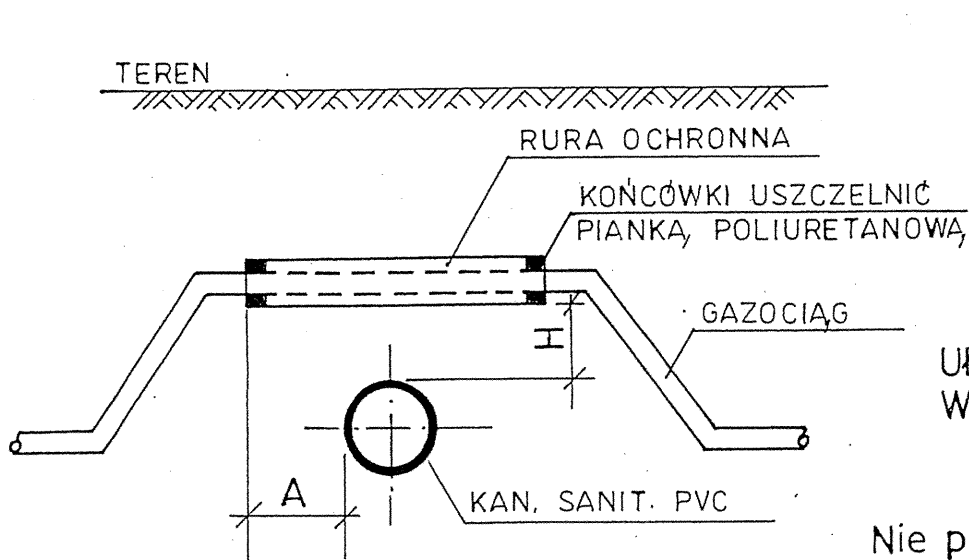 TEREN
RURA OCHRONNA
KOŃCÓWKI USZCZELNIĆ
PIANKĄ POLIURETANOWĄ
GAZOCIĄG
H
A
KAN. SANIT. PVC
Nie p